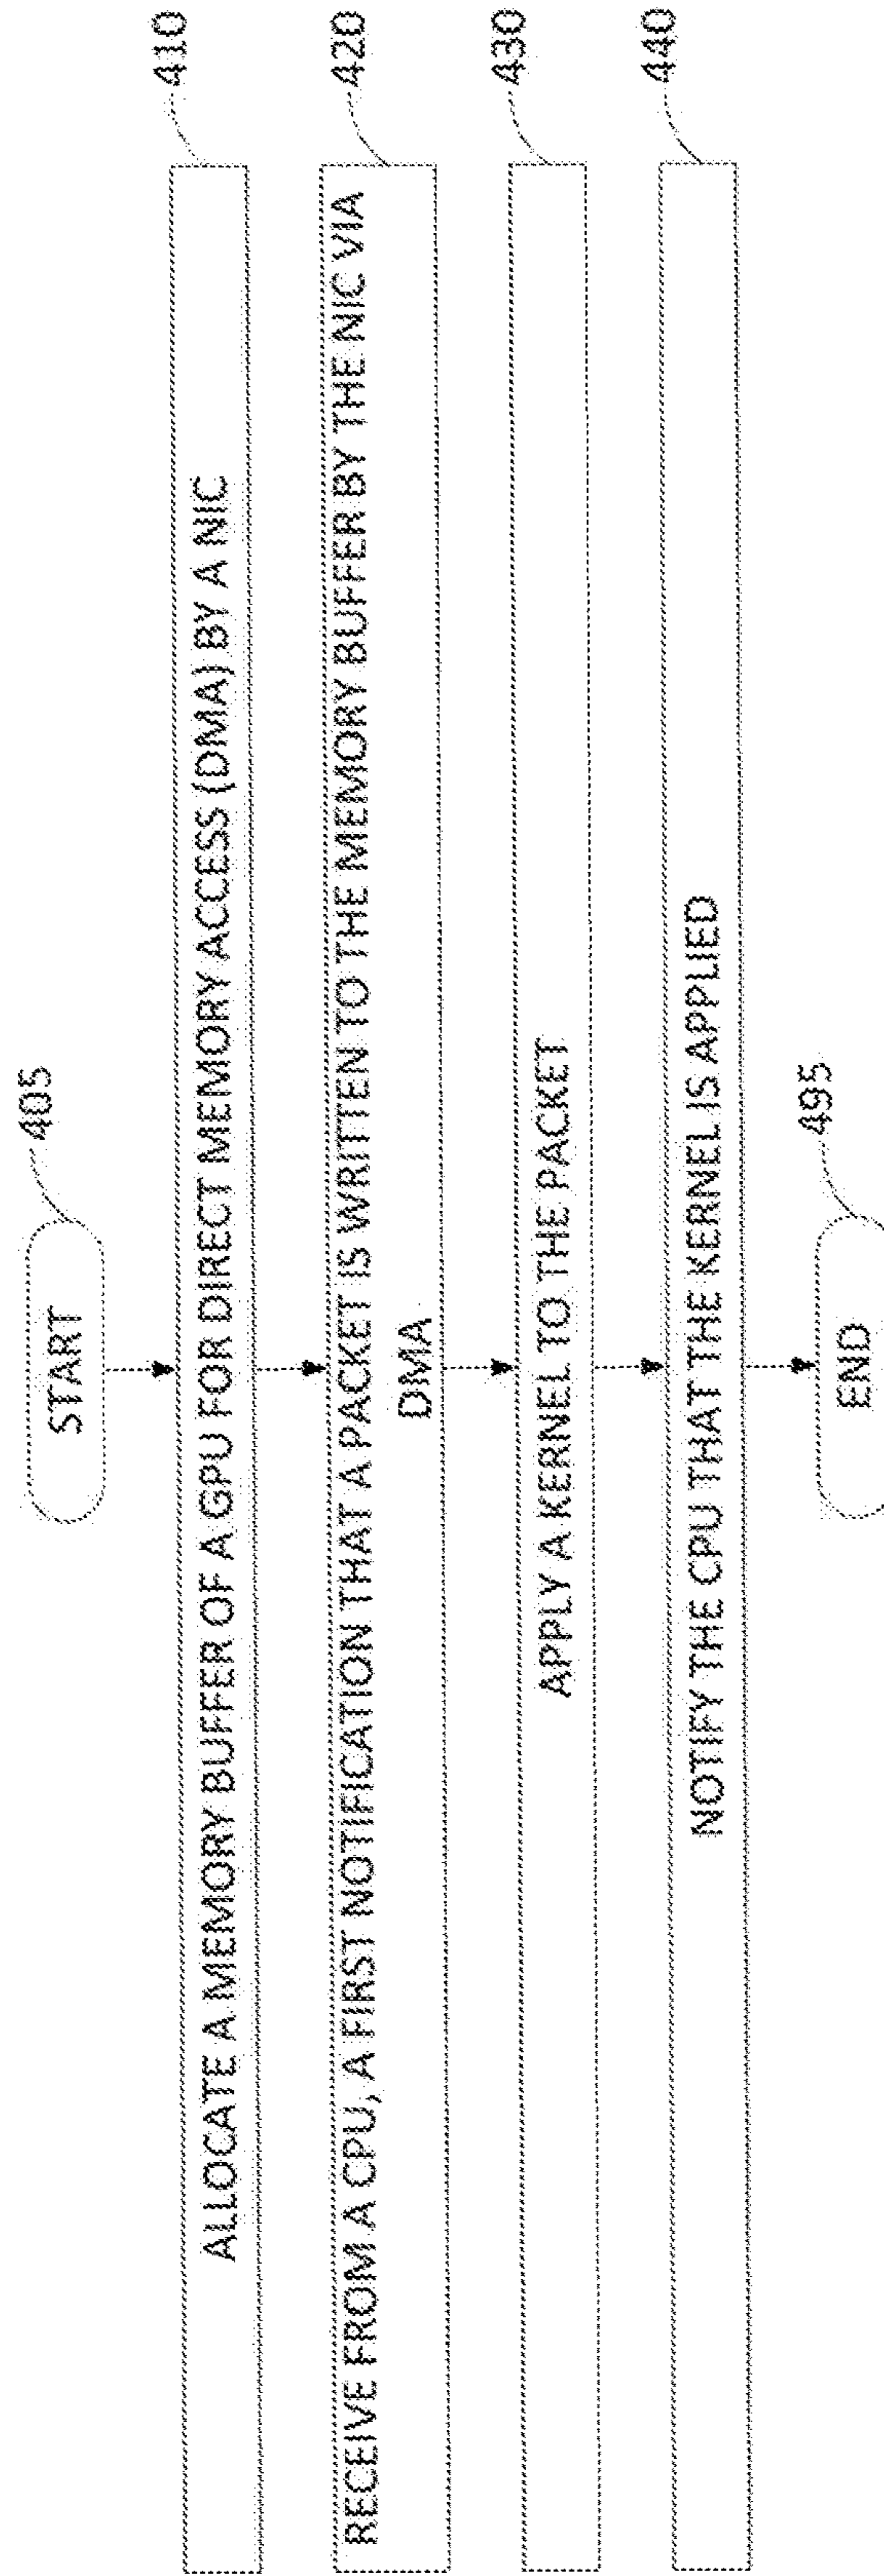 START
405
ALLOCATE A MEMORY BUFFER OF A GPU FOR DIRECT MEMORY ACCESS (DMA) BY A NIC
410
RECEIVE FROM A CPU, A FIRST NOTIFICATION THAT A PACKET IS WRITTEN TO THE MEMORY BUFFER BY THE NIC VIA
DMA
420
APPLY A KERNEL TO THE PACKET
430
NOTIFY THE CPU THAT THE KERNEL IS APPLIED
440
END
495